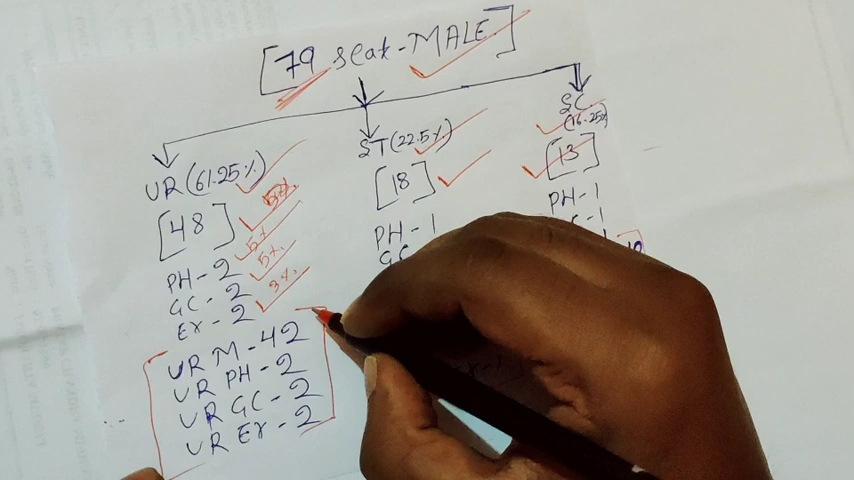 [79 seat-MALE]
UR (61.25%)
[48]
50%
5%
PH-2
5%
GC-2
3%
Ex-2
UR M-42
UR PH-2
UR GC-2
UR Ex-2
ST (22.5%)
[18]
PH-1
GC
SC
(16.25%)
[13]
PH-1